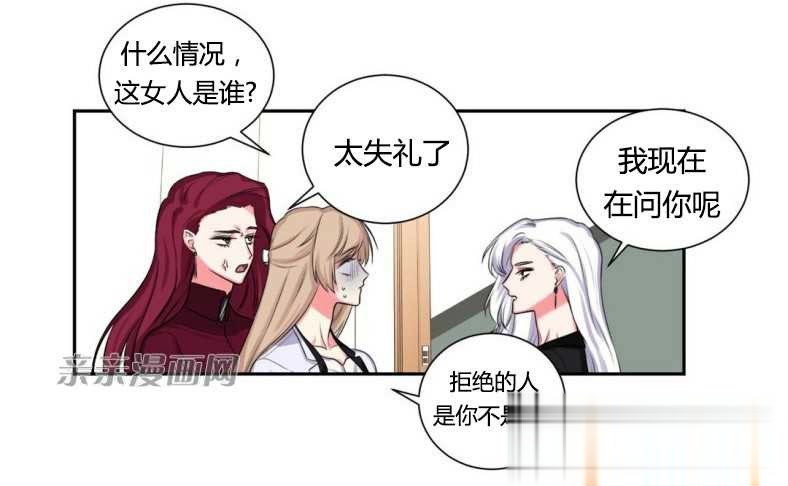 什么情况，
这女人是谁?
太失礼了
我现在
在问你呢
拒绝的人
是你不是
亲亲漫画网